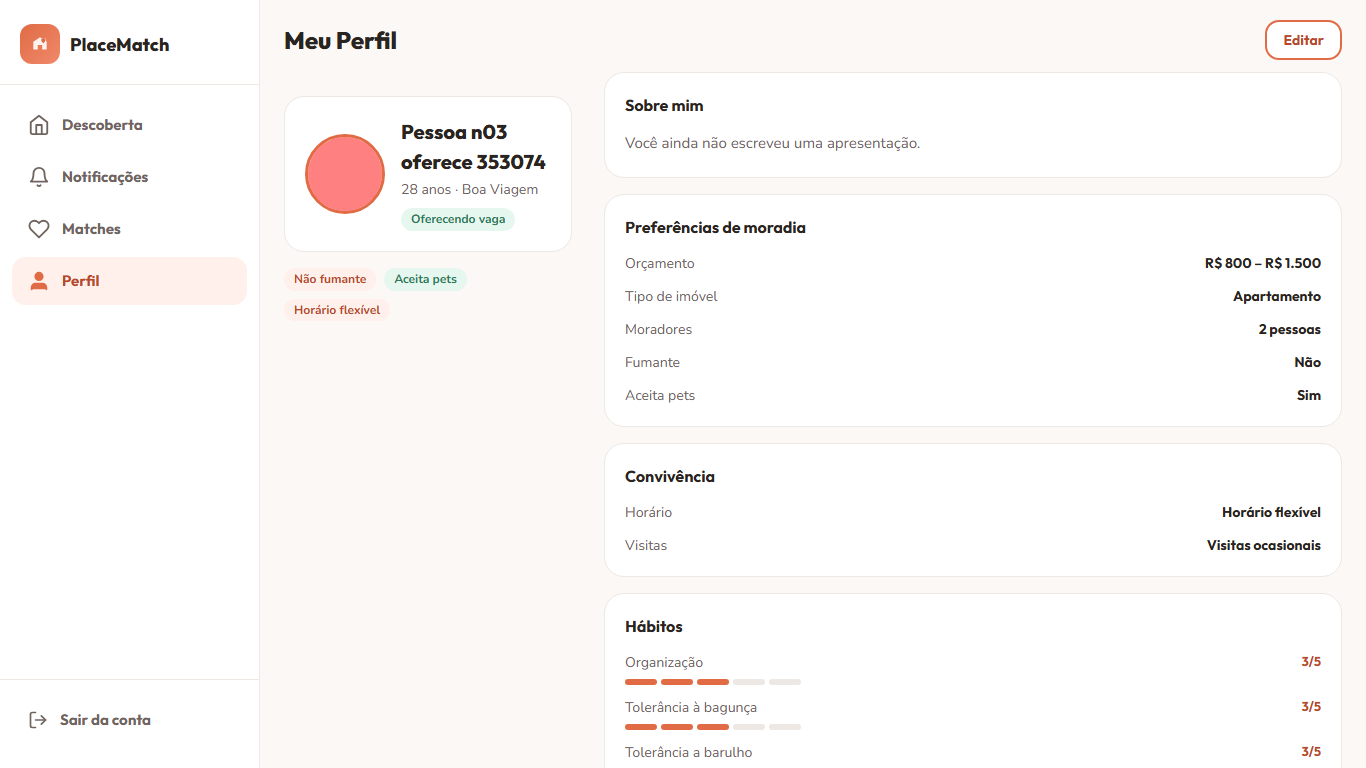 PlaceMatch
Descoberta
Notificações
Matches
Perfil
Sair da conta
Meu Perfil
Editar
Pessoa n03
oferece 353074
28 anos · Boa Viagem
Oferecendo vaga
Não fumante
Aceita pets
Horário flexível
Sobre mim
Você ainda não escreveu uma apresentação.
Preferências de moradia
Orçamento R$ 800 – R$ 1.500
Tipo de imóvel Apartamento
Moradores 2 pessoas
Fumante Não
Aceita pets Sim
Convivência
Horário Horário flexível
Visitas Visitas ocasionais
Hábitos
Organização 3/5
Tolerância à bagunça 3/5
Tolerância a barulho 3/5